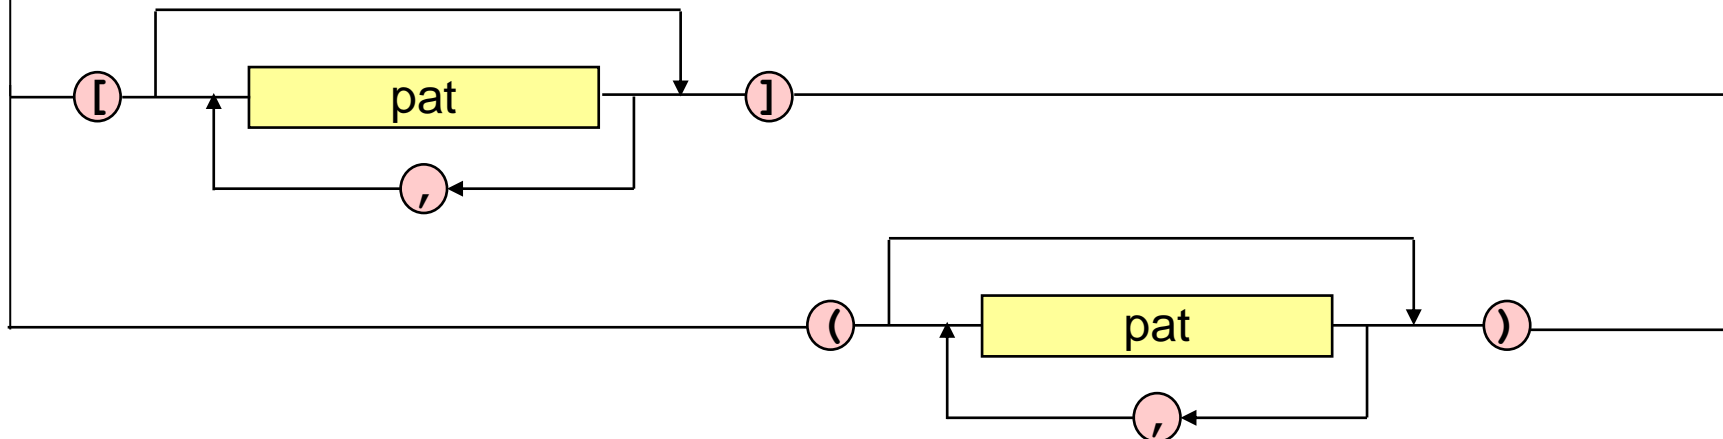 [ pat ]
,
( pat )
,